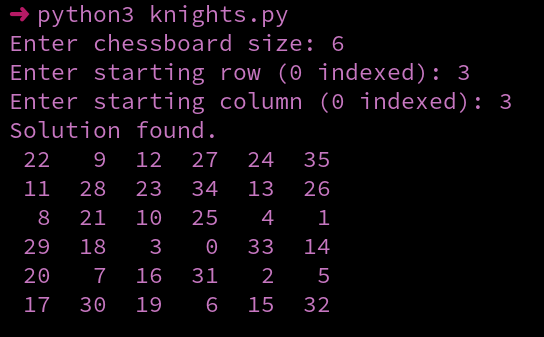 ➜ python3 knights.py
Enter chessboard size: 6
Enter starting row (0 indexed): 3
Enter starting column (0 indexed): 3
Solution found.
 22   9  12  27  24  35
 11  28  23  34  13  26
  8  21  10  25   4   1
 29  18   3   0  33  14
 20   7  16  31   2   5
 17  30  19   6  15  32